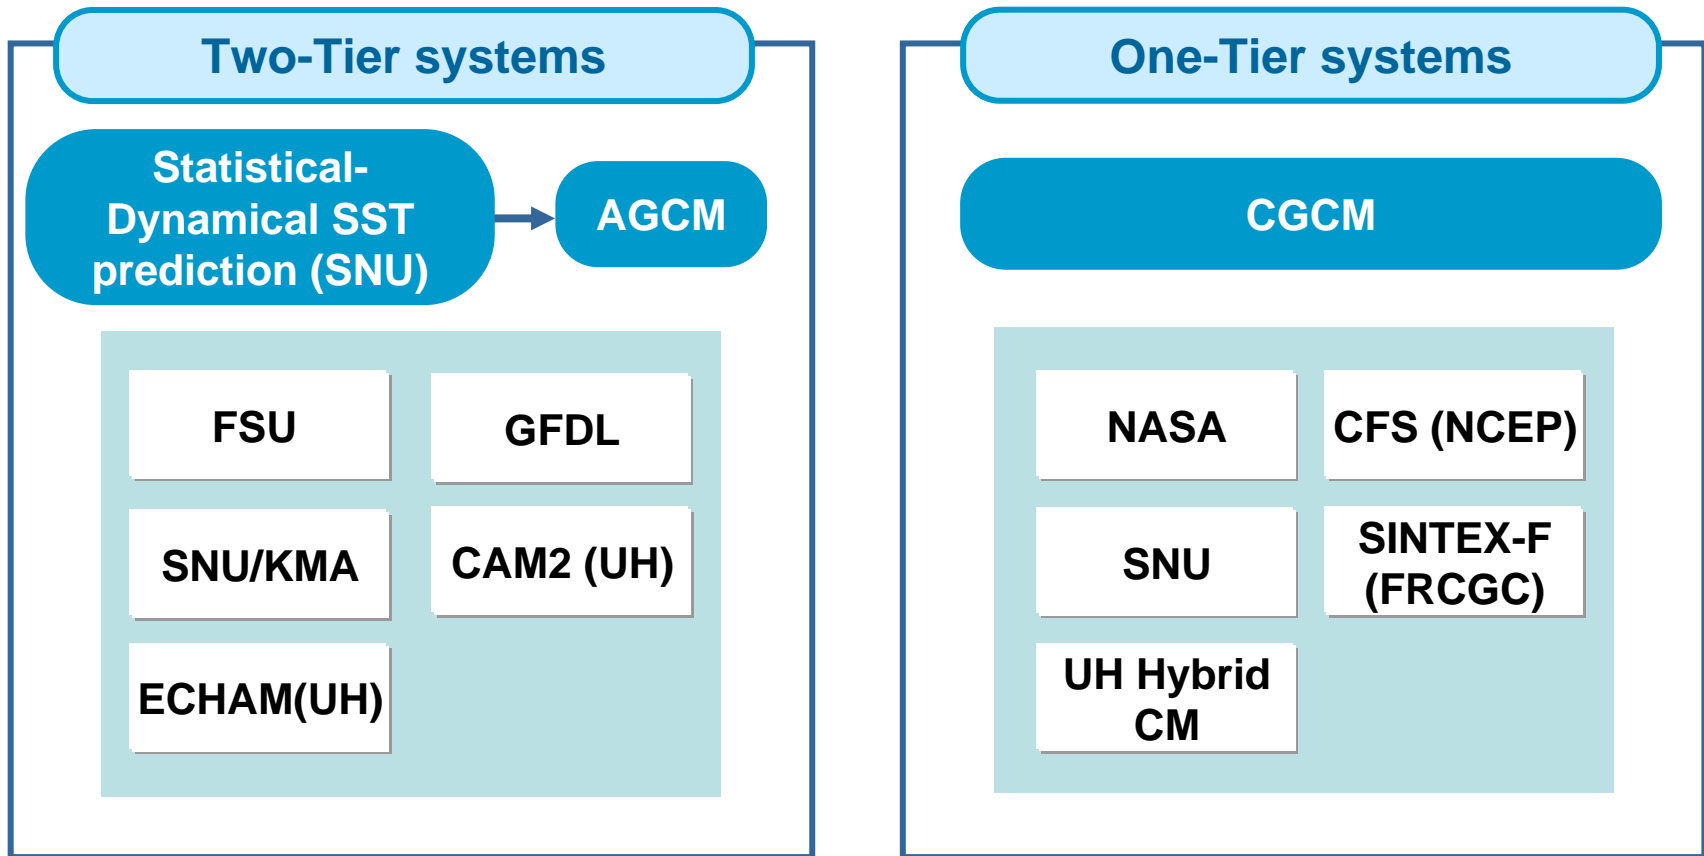 Two-Tier systems
Statistical-
Dynamical SST
prediction (SNU)
AGCM
FSU
GFDL
SNU/KMA
CAM2 (UH)
ECHAM(UH)
One-Tier systems
CGCM
NASA
CFS (NCEP)
SNU
SINTEX-F
(FRCGC)
UH Hybrid
CM